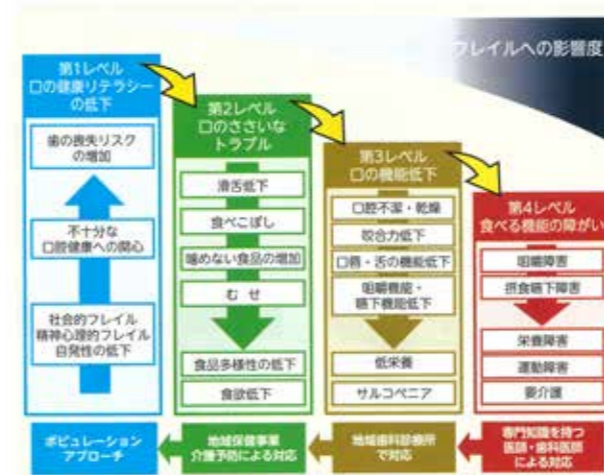 フレイルへの影響度
第1レベル
口の健康リテラシー
の低下
歯の喪失リスク
の増加
不十分な
口腔健康への関心
社会的フレイル
精神心理的フレイル
自発性の低下
ポピュレーション
アプローチ
第2レベル
口のささいな
トラブル
滑舌低下
食べこぼし
噛めない食品の増加
むせ
食品多様性の低下
食欲低下
地域保健事業
介護予防による対応
第3レベル
口の機能低下
口腔不潔・乾燥
咬合力低下
口唇・舌の機能低下
咀嚼機能・
嚥下機能低下
低栄養
サルコペニア
地域歯科診療所
で対応
第4レベル
食べる機能の障がい
咀嚼障害
摂食嚥下障害
栄養障害
運動障害
要介護
専門知識を持つ
医師・歯科医師
による対応